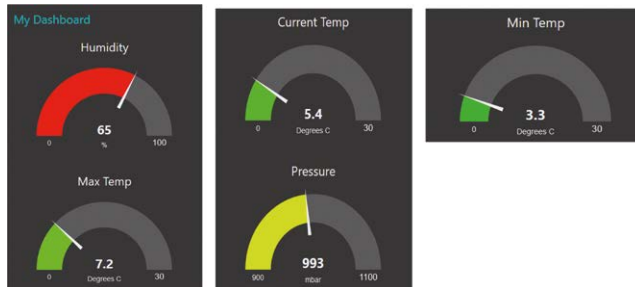 My Dashboard
Humidity
65
%
0 100
Max Temp
7.2
Degrees C
0 30
Current Temp
5.4
Degrees C
0 30
Pressure
993
mbar
900 1100
Min Temp
3.3
Degrees C
0 30